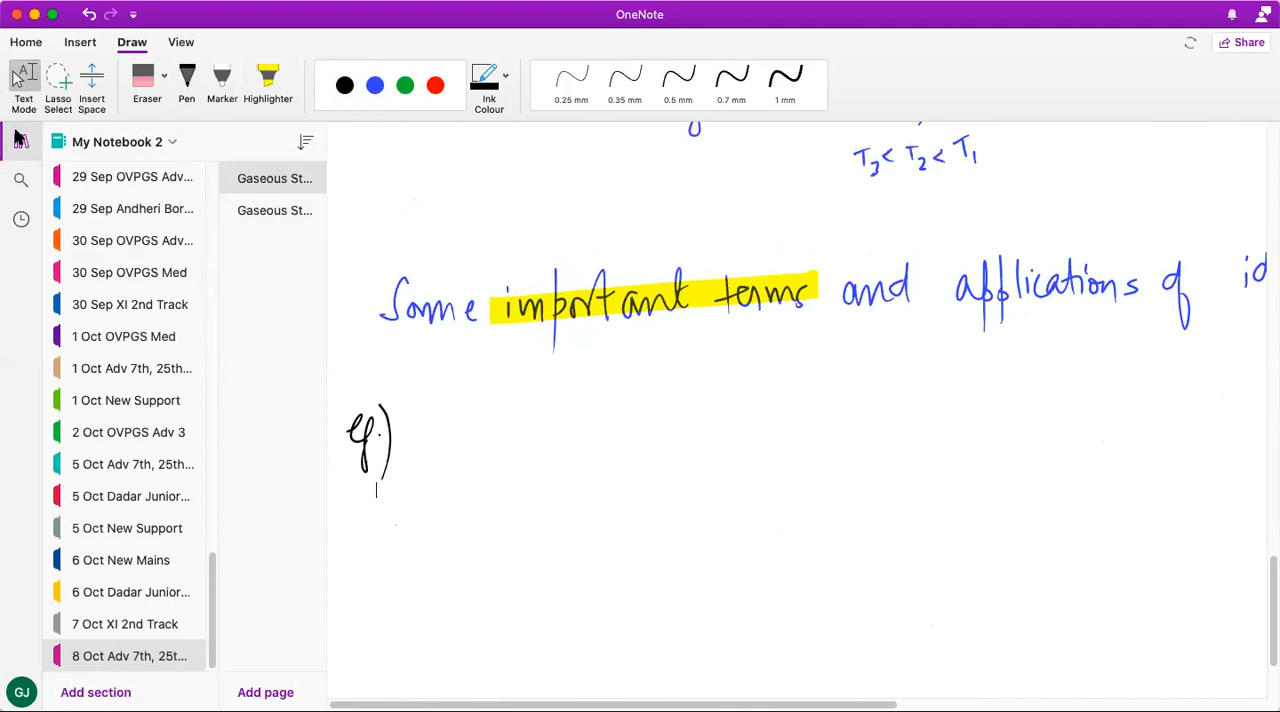 OneNote
Home Insert Draw View
Share
Text Mode
Lasso Select
Insert Space
Eraser
Pen
Marker
Highlighter
Ink Colour
0.25 mm
0.35 mm
0.5 mm
0.7 mm
1 mm
My Notebook 2
29 Sep OVPGS Adv...
29 Sep Andheri Bor...
30 Sep OVPGS Adv...
30 Sep OVPGS Med
30 Sep XI 2nd Track
1 Oct OVPGS Med
1 Oct Adv 7th, 25th...
1 Oct New Support
2 Oct OVPGS Adv 3
5 Oct Adv 7th, 25th...
5 Oct Dadar Junior...
5 Oct New Support
6 Oct New Mains
6 Oct Dadar Junior...
7 Oct XI 2nd Track
8 Oct Adv 7th, 25t...
Add section
GJ
Gaseous St...
Gaseous St...
Add page
T3 < T2 < T1
Some important terms and applications of id
eg.)